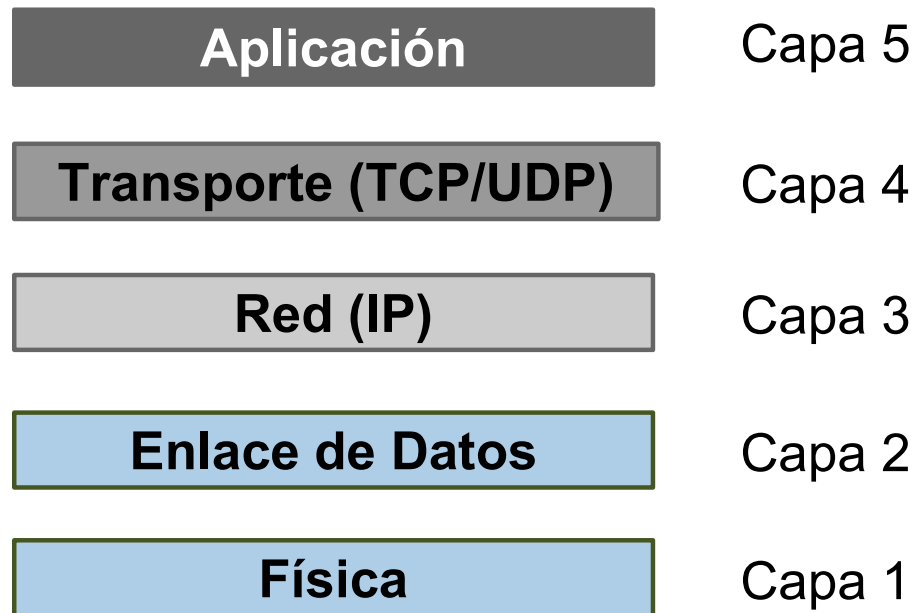 Aplicación Capa 5
Transporte (TCP/UDP) Capa 4
Red (IP) Capa 3
Enlace de Datos Capa 2
Física Capa 1